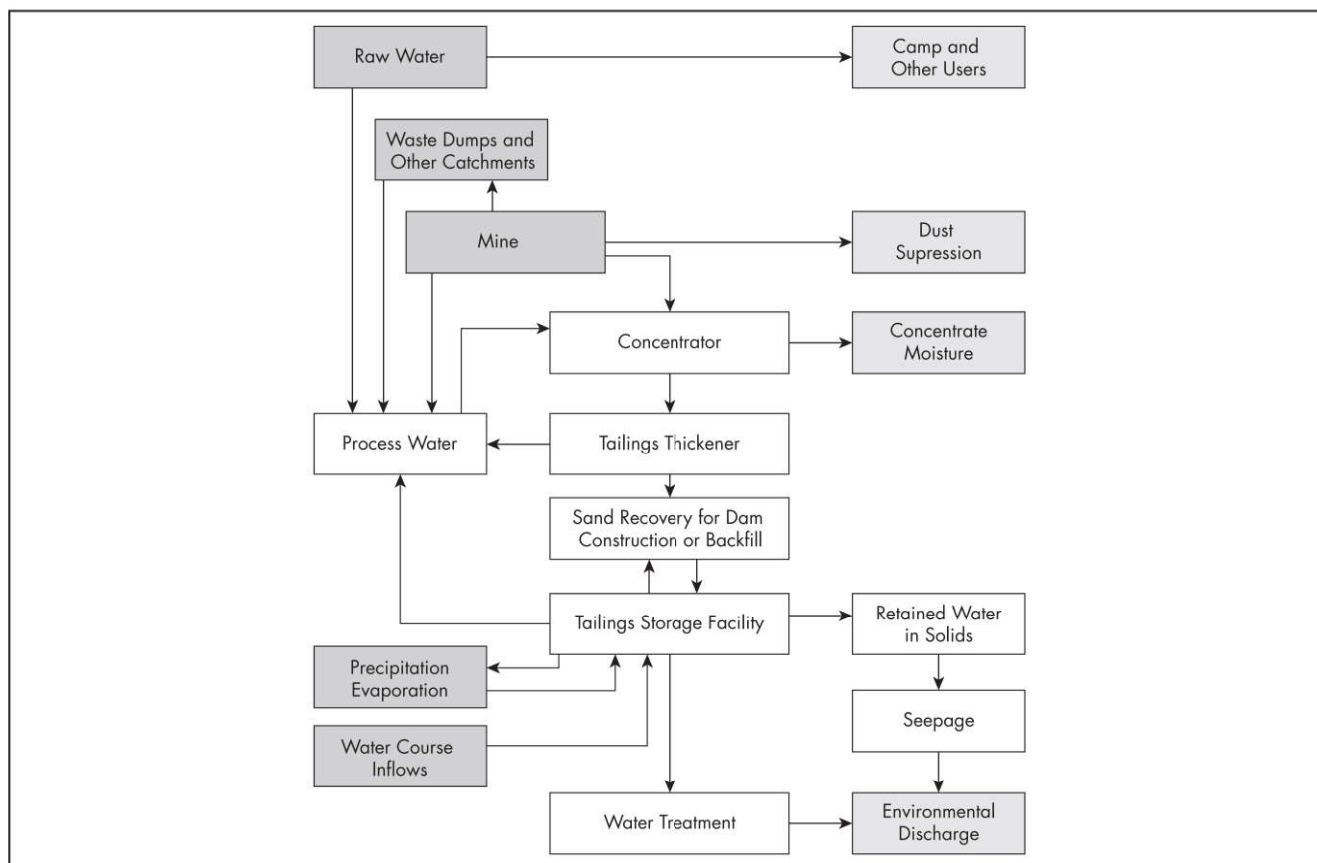 Raw Water
Camp and
Other Users
Waste Dumps and
Other Catchments
Mine
Dust
Supression
Concentrator
Concentrate
Moisture
Process Water
Tailings Thickener
Sand Recovery for Dam
Construction or Backfill
Tailings Storage Facility
Retained Water
in Solids
Precipitation
Evaporation
Seepage
Water Course
Inflows
Water Treatment
Environmental
Discharge